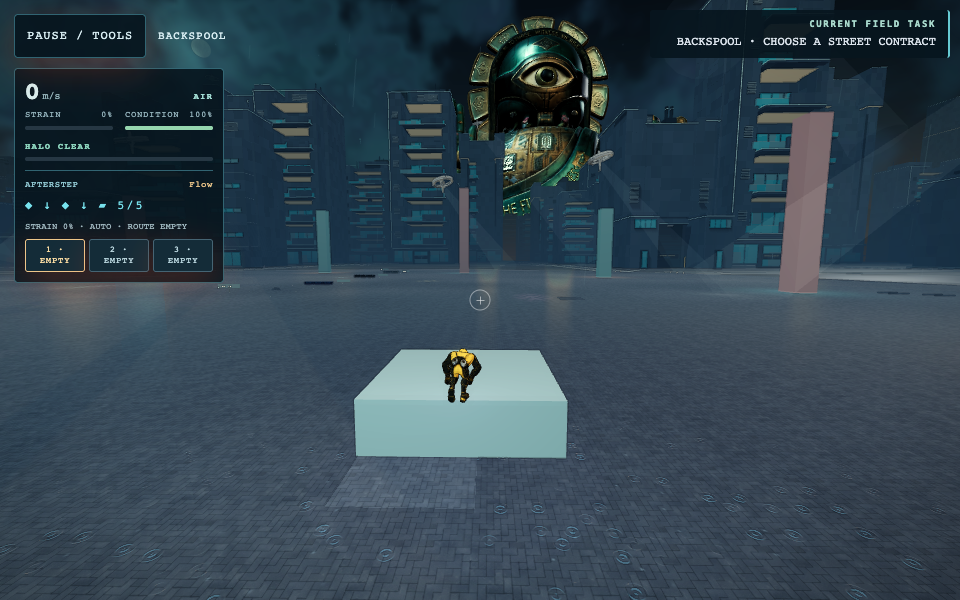 PAUSE / TOOLS
BACKSPOOL
CURRENT FIELD TASK
BACKSPOOL · CHOOSE A STREET CONTRACT
0 m/s
AIR
STRAIN 0%
CONDITION 100%
HALO CLEAR
AFTERSTEP
Flow
5/5
STRAIN 0% · AUTO · ROUTE EMPTY
1 · EMPTY
2 · EMPTY
3 · EMPTY